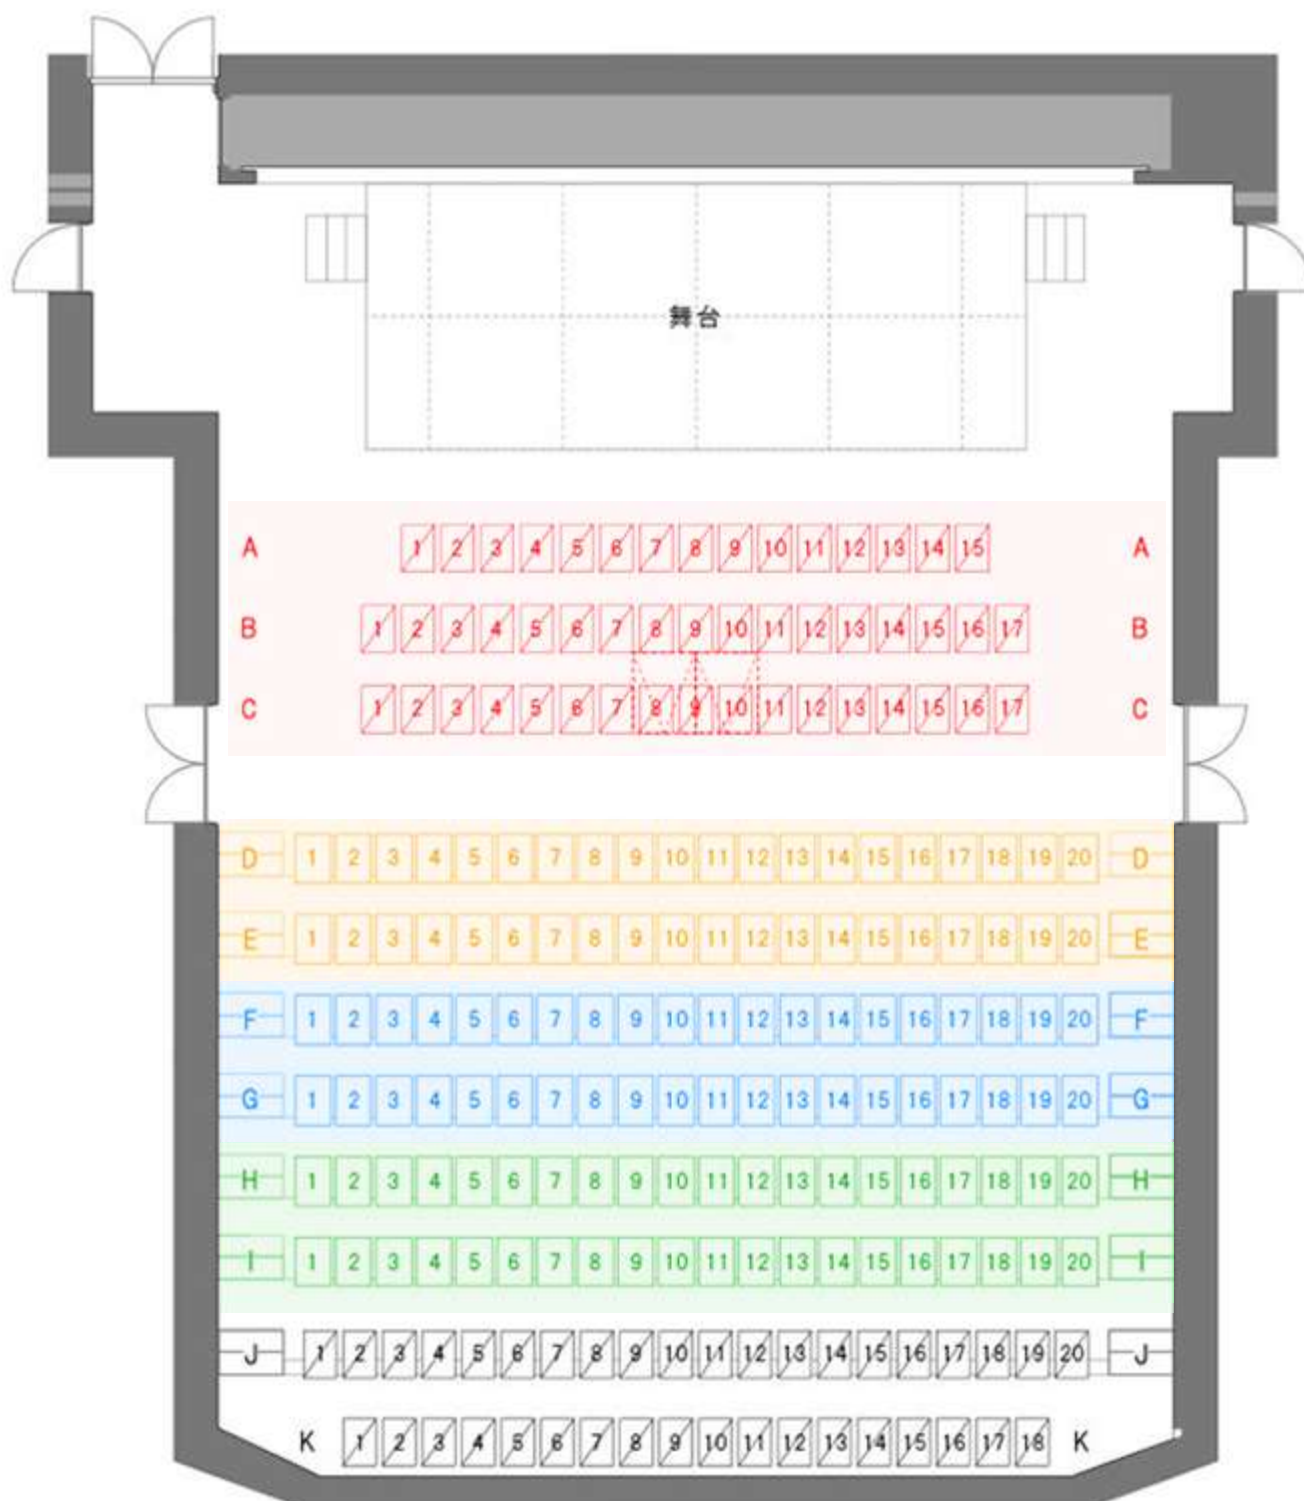 舞台
A 1 2 3 4 5 6 7 8 9 10 11 12 13 14 15 A
B 1 2 3 4 5 6 7 8 9 10 11 12 13 14 15 16 17 B
C 1 2 3 4 5 6 7 8 9 10 11 12 13 14 15 16 17 C
D 1 2 3 4 5 6 7 8 9 10 11 12 13 14 15 16 17 18 19 20 D
E 1 2 3 4 5 6 7 8 9 10 11 12 13 14 15 16 17 18 19 20 E
F 1 2 3 4 5 6 7 8 9 10 11 12 13 14 15 16 17 18 19 20 F
G 1 2 3 4 5 6 7 8 9 10 11 12 13 14 15 16 17 18 19 20 G
H 1 2 3 4 5 6 7 8 9 10 11 12 13 14 15 16 17 18 19 20 H
I 1 2 3 4 5 6 7 8 9 10 11 12 13 14 15 16 17 18 19 20 I
J 1 2 3 4 5 6 7 8 9 10 11 12 13 14 15 16 17 18 19 20 J
K 1 2 3 4 5 6 7 8 9 10 11 12 13 14 15 16 17 18 K